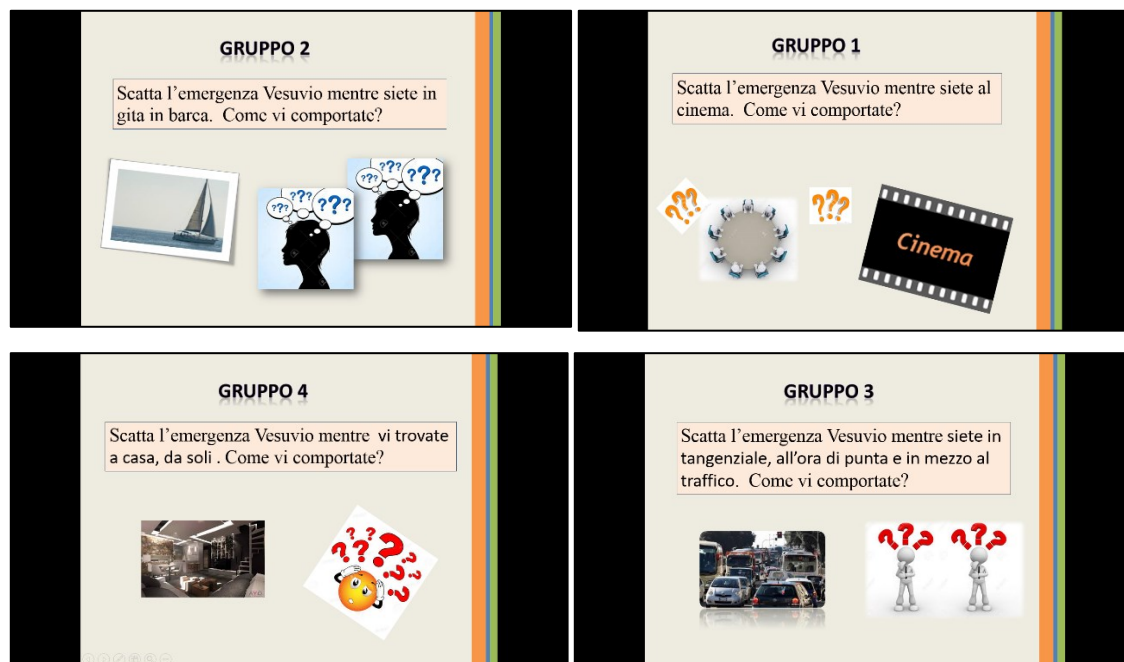 GRUPPO 2
Scatta l'emergenza Vesuvio mentre siete in
gita in barca. Come vi comportate?
??? ??? ???
??? ??? ???
GRUPPO 1
Scatta l'emergenza Vesuvio mentre siete al
cinema. Come vi comportate?
???
???
Cinema
GRUPPO 4
Scatta l'emergenza Vesuvio mentre vi trovate
a casa, da soli . Come vi comportate?
GRUPPO 3
Scatta l'emergenza Vesuvio mentre siete in
tangenziale, all'ora di punta e in mezzo al
traffico. Come vi comportate?
??? ???